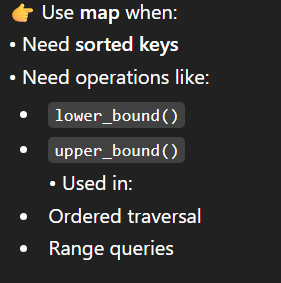 👉 Use map when:
• Need sorted keys
• Need operations like:
• lower_bound()
• upper_bound()
• Used in:
• Ordered traversal
• Range queries